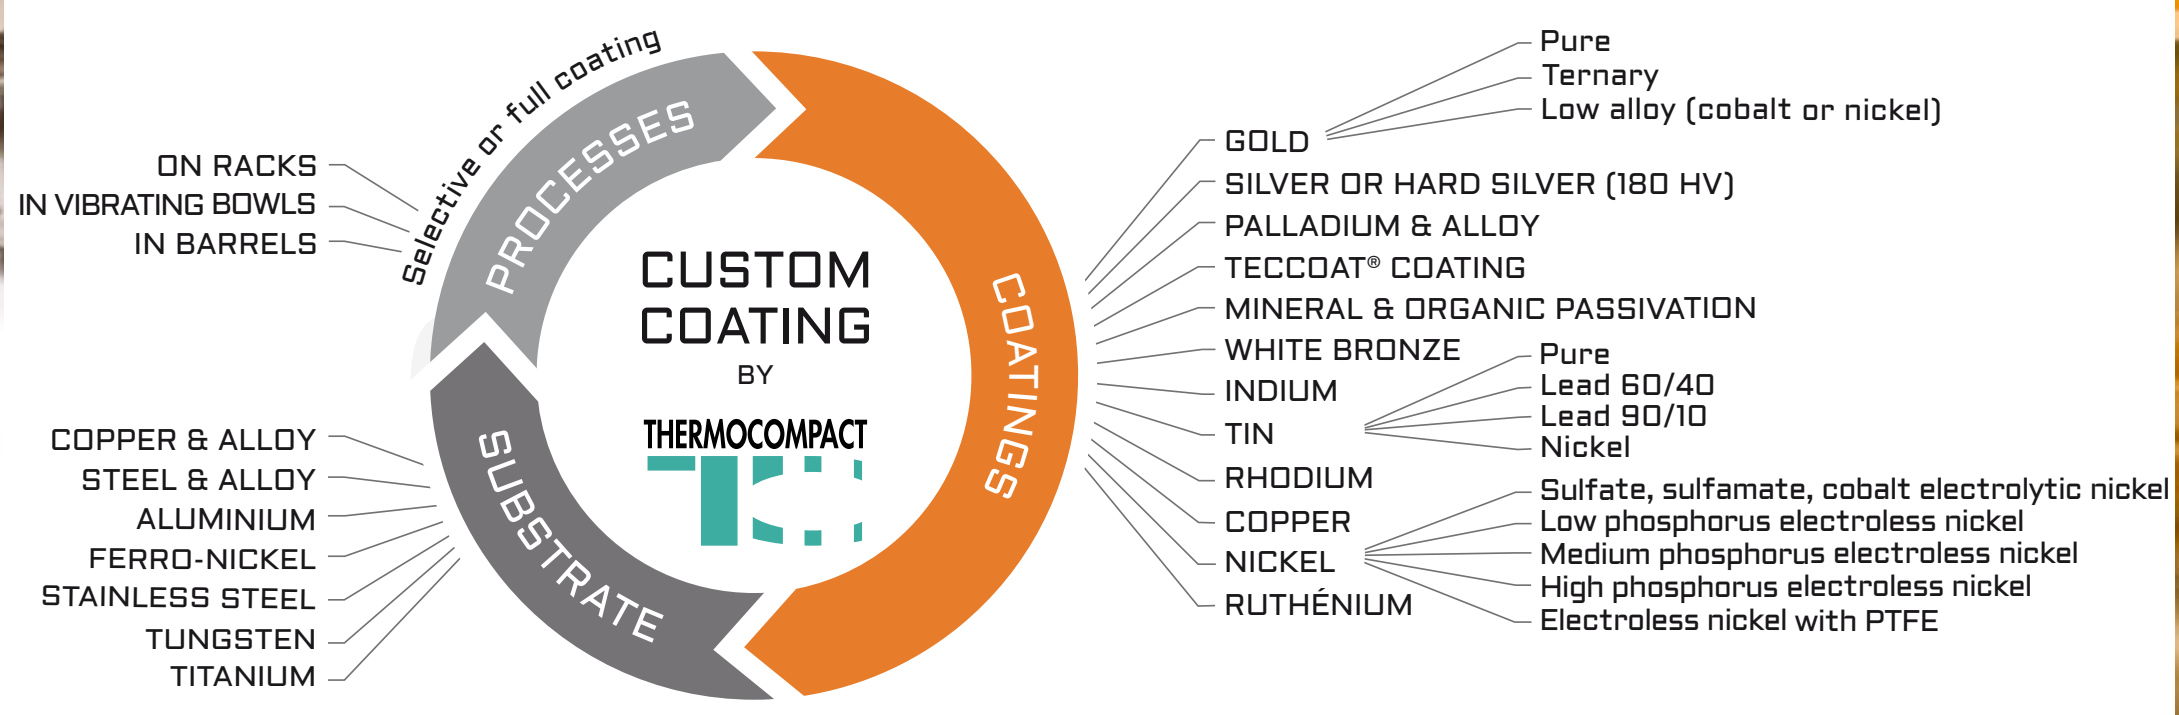 Selective or full coating
PROCESSES
ON RACKS
IN VIBRATING BOWLS
IN BARRELS
SUBSTRATE
COPPER & ALLOY
STEEL & ALLOY
ALUMINIUM
FERRO-NICKEL
STAINLESS STEEL
TUNGSTEN
TITANIUM
CUSTOM
COATING
BY
THERMOCOMPACT
COATINGS
GOLD
Pure
Ternary
Low alloy (cobalt or nickel)
SILVER OR HARD SILVER (180 HV)
PALLADIUM & ALLOY
TECCOAT® COATING
MINERAL & ORGANIC PASSIVATION
WHITE BRONZE
INDIUM
TIN
Pure
Lead 60/40
Lead 90/10
Nickel
RHODIUM
COPPER
NICKEL
Sulfate, sulfamate, cobalt electrolytic nickel
Low phosphorus electroless nickel
Medium phosphorus electroless nickel
High phosphorus electroless nickel
Electroless nickel with PTFE
RUTHÉNIUM